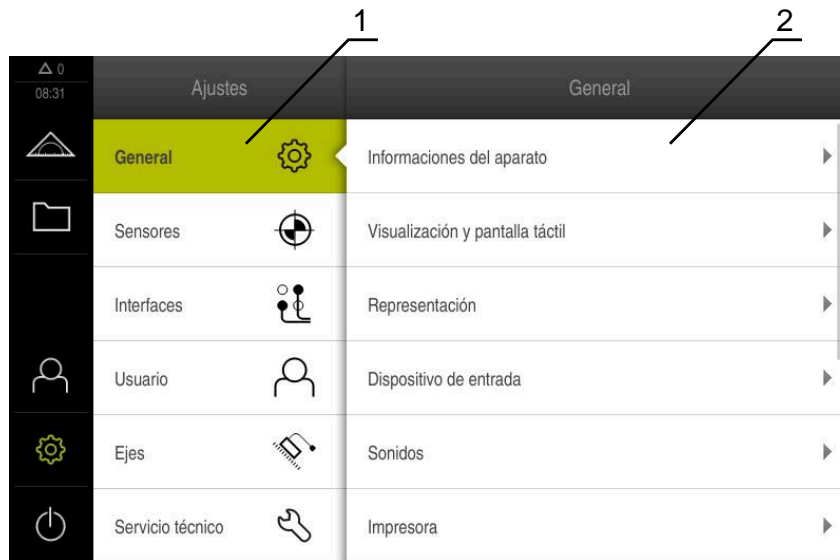 1
2
0
08:31
Ajustes
General
General
Informaciones del aparato
Sensores
Visualización y pantalla táctil
Interfaces
Representación
Usuario
Dispositivo de entrada
Ejes
Sonidos
Servicio técnico
Impresora